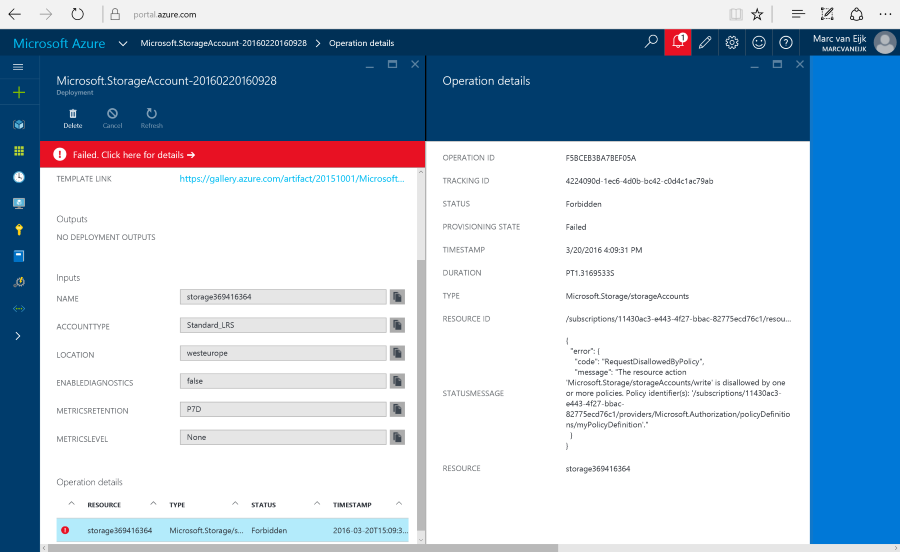 portal.azure.com
Microsoft Azure
Microsoft.StorageAccount-20160220160928 > Operation details
1
Marc van Eijk
MARCVANEIJK
Microsoft.StorageAccount-20160220160928
Deployment
Delete
Cancel
Refresh
Failed. Click here for details →
TEMPLATE LINK
https://gallery.azure.com/artifact/20151001/Microsoft...
Outputs
NO DEPLOYMENT OUTPUTS
Inputs
NAME
storage369416364
ACCOUNTTYPE
Standard_LRS
LOCATION
westeurope
ENABLEDIAGNOSTICS
false
METRICSRETENTION
P7D
METRICSLEVEL
None
Operation details
RESOURCE TYPE STATUS TIMESTAMP
storage369416364 Microsoft.Storage/s... Forbidden 2016-03-20T15:09:3...
Operation details
OPERATION ID
F5BCEB3BA7BEF05A
TRACKING ID
4224090d-1ec6-4d0b-bc42-c0d4c1ac79ab
STATUS
Forbidden
PROVISIONING STATE
Failed
TIMESTAMP
3/20/2016 4:09:31 PM
DURATION
PT1.3169533S
TYPE
Microsoft.Storage/storageAccounts
RESOURCE ID
/subscriptions/11430ac3-e443-4f27-bbac-82775ecd76c1/resou...
STATUSMESSAGE
{
"error": {
"code": "RequestDisallowedByPolicy",
"message": "The resource action
'Microsoft.Storage/storageAccounts/write' is disallowed by one
or more policies. Policy identifier(s): '/subscriptions/11430ac3-
e443-4f27-bbac-
82775ecd76c1/providers/Microsoft.Authorization/policyDefinitio
ns/myPolicyDefinition'."
}
}
RESOURCE
storage369416364